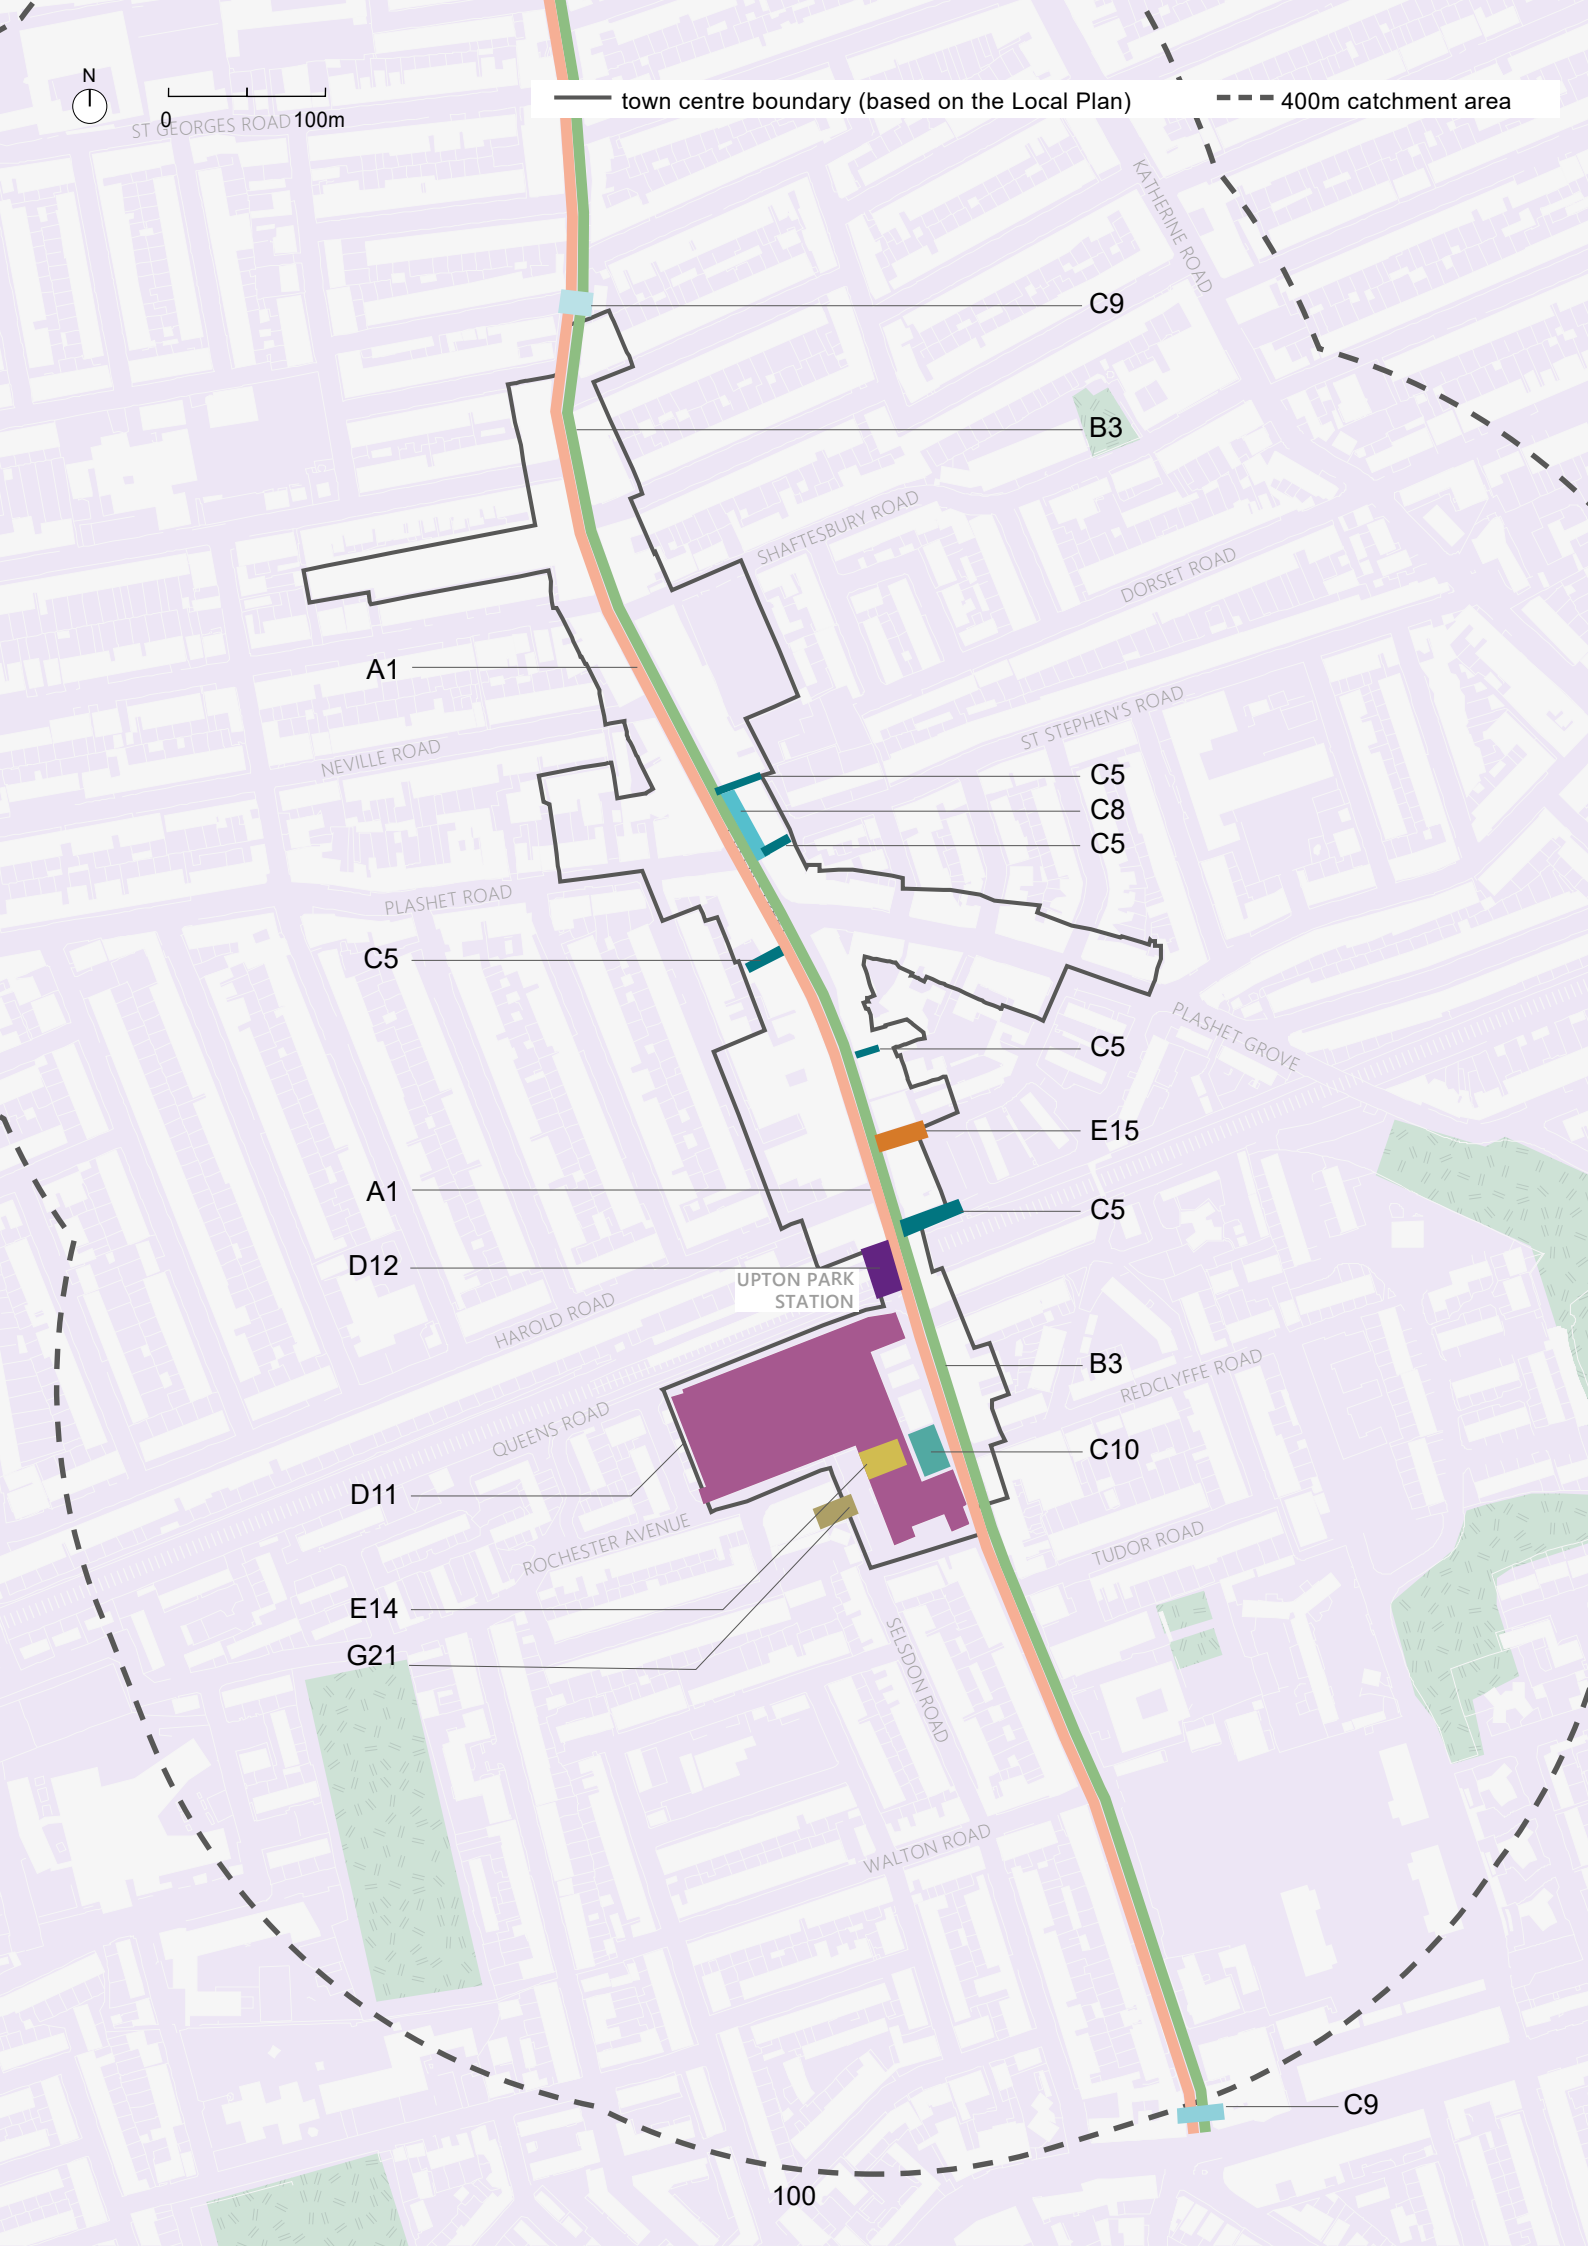 N
0 100m
town centre boundary (based on the Local Plan)
400m catchment area
ST GEORGES ROAD
KATHERINE ROAD
C9
B3
SHAFTESBURY ROAD
DORSET ROAD
A1
ST STEPHEN'S ROAD
NEVILLE ROAD
C5
C8
C5
PLASHET ROAD
C5
PLASHET GROVE
C5
E15
A1
C5
D12
UPTON PARK
STATION
HAROLD ROAD
B3
REDCLYFFE ROAD
QUEENS ROAD
C10
D11
ROCHESTER AVENUE
TUDOR ROAD
E14
G21
SELSDON ROAD
WALTON ROAD
C9
100